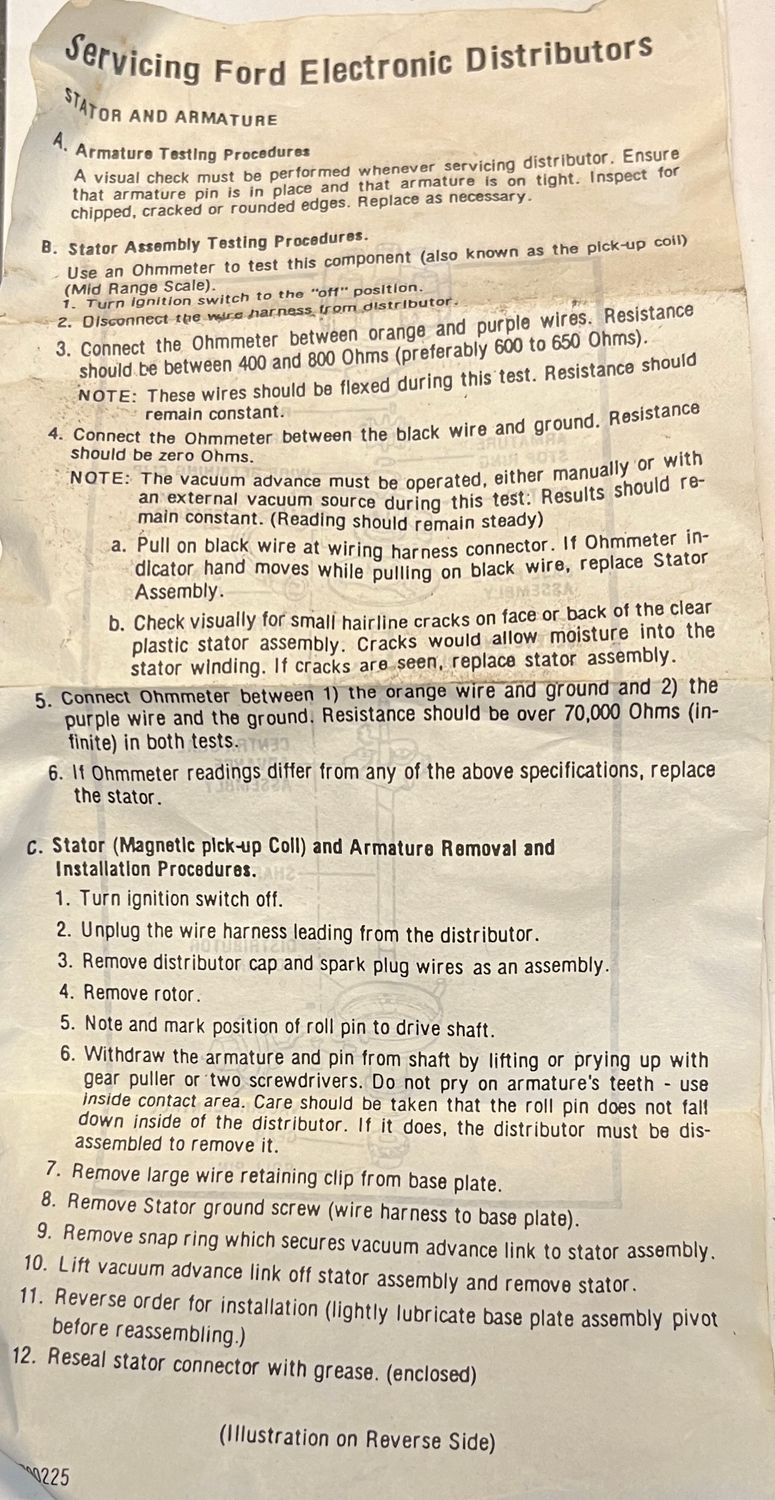 Servicing Ford Electronic Distributors
STATOR AND ARMATURE
A. Armature Testing Procedures
A visual check must be performed whenever servicing distributor. Ensure
that armature pin is in place and that armature is on tight. Inspect for
chipped, cracked or rounded edges. Replace as necessary.
B. Stator Assembly Testing Procedures.
Use an Ohmmeter to test this component (also known as the pick-up coil)
(Mid Range Scale).
1. Turn ignition switch to the "off" position.
2. Disconnect the wire harness from distributor.
3. Connect the Ohmmeter between orange and purple wires. Resistance
should be between 400 and 800 Ohms (preferably 600 to 650 Ohms).
NOTE: These wires should be flexed during this test. Resistance should
remain constant.
4. Connect the Ohmmeter between the black wire and ground. Resistance
should be zero Ohms.
NOTE: The vacuum advance must be operated, either manually or with
an external vacuum source during this test: Results should re-
main constant. (Reading should remain steady)
a. Pull on black wire at wiring harness connector. If Ohmmeter in-
dicator hand moves while pulling on black wire, replace Stator
Assembly.
b. Check visually for small hairline cracks on face or back of the clear
plastic stator assembly. Cracks would allow moisture into the
stator winding. If cracks are seen, replace stator assembly.
5. Connect Ohmmeter between 1) the orange wire and ground and 2) the
purple wire and the ground. Resistance should be over 70,000 Ohms (in-
finite) in both tests.
6. If Ohmmeter readings differ from any of the above specifications, replace
the stator.
C. Stator (Magnetic pick-up Coil) and Armature Removal and
Installation Procedures.
1. Turn ignition switch off.
2. Unplug the wire harness leading from the distributor.
3. Remove distributor cap and spark plug wires as an assembly.
4. Remove rotor.
5. Note and mark position of roll pin to drive shaft.
6. Withdraw the armature and pin from shaft by lifting or prying up with
gear puller or two screwdrivers. Do not pry on armature's teeth - use
inside contact area. Care should be taken that the roll pin does not fall
down inside of the distributor. If it does, the distributor must be dis-
assembled to remove it.
7. Remove large wire retaining clip from base plate.
8. Remove Stator ground screw (wire harness to base plate).
9. Remove snap ring which secures vacuum advance link to stator assembly.
10. Lift vacuum advance link off stator assembly and remove stator.
11. Reverse order for installation (lightly lubricate base plate assembly pivot
before reassembling.)
12. Reseal stator connector with grease. (enclosed)
(Illustration on Reverse Side)